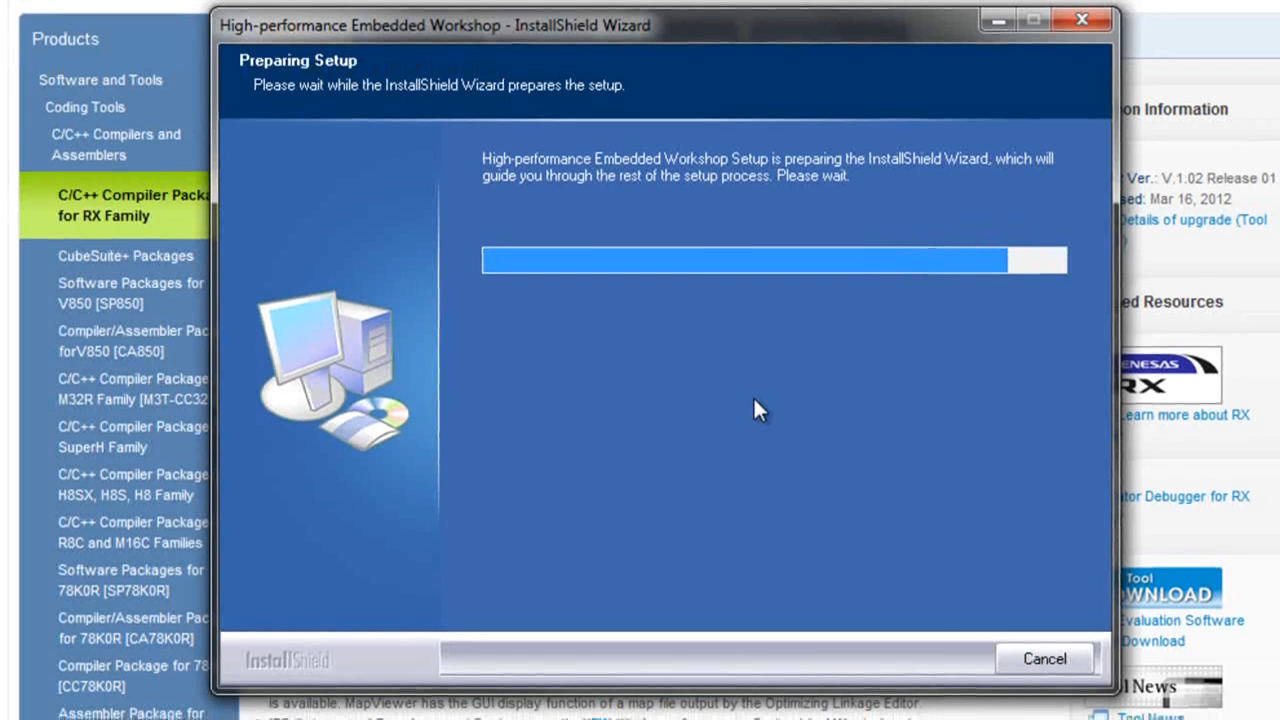 High-performance Embedded Workshop - InstallShield Wizard
Preparing Setup
Please wait while the InstallShield Wizard prepares the setup.
High-performance Embedded Workshop Setup is preparing the InstallShield Wizard, which will
guide you through the rest of the setup process. Please wait.
InstallShield
Cancel
Products
Software and Tools
Coding Tools
C/C++ Compilers and
Assemblers
C/C++ Compiler Packa
for RX Family
CubeSuite+ Packages
Software Packages for
V850 [SP850]
Compiler/Assembler Pac
forV850 [CA850]
C/C++ Compiler Package
M32R Family [M3T-CC32
C/C++ Compiler Package
SuperH Family
C/C++ Compiler Package
H8SX, H8S, H8 Family
C/C++ Compiler Package
R8C and M16C Families
Software Packages for
78K0R [SP78K0R]
Compiler/Assembler Pac
for 78K0R [CA78K0R]
Compiler Package for 78
[CC78K0R]
Assembler Package for
on Information
Ver.: V.1.02 Release 01
sed: Mar 16, 2012
Details of upgrade (Tool
)
ed Resources
ENESAS
RX
earn more about RX
tor Debugger for RX
Tool
OWNLOAD
Evaluation Software
Download
l News
Tool News
is available. MapViewer has the GUI display function of a map file output by the Optimizing Linkage Editor.